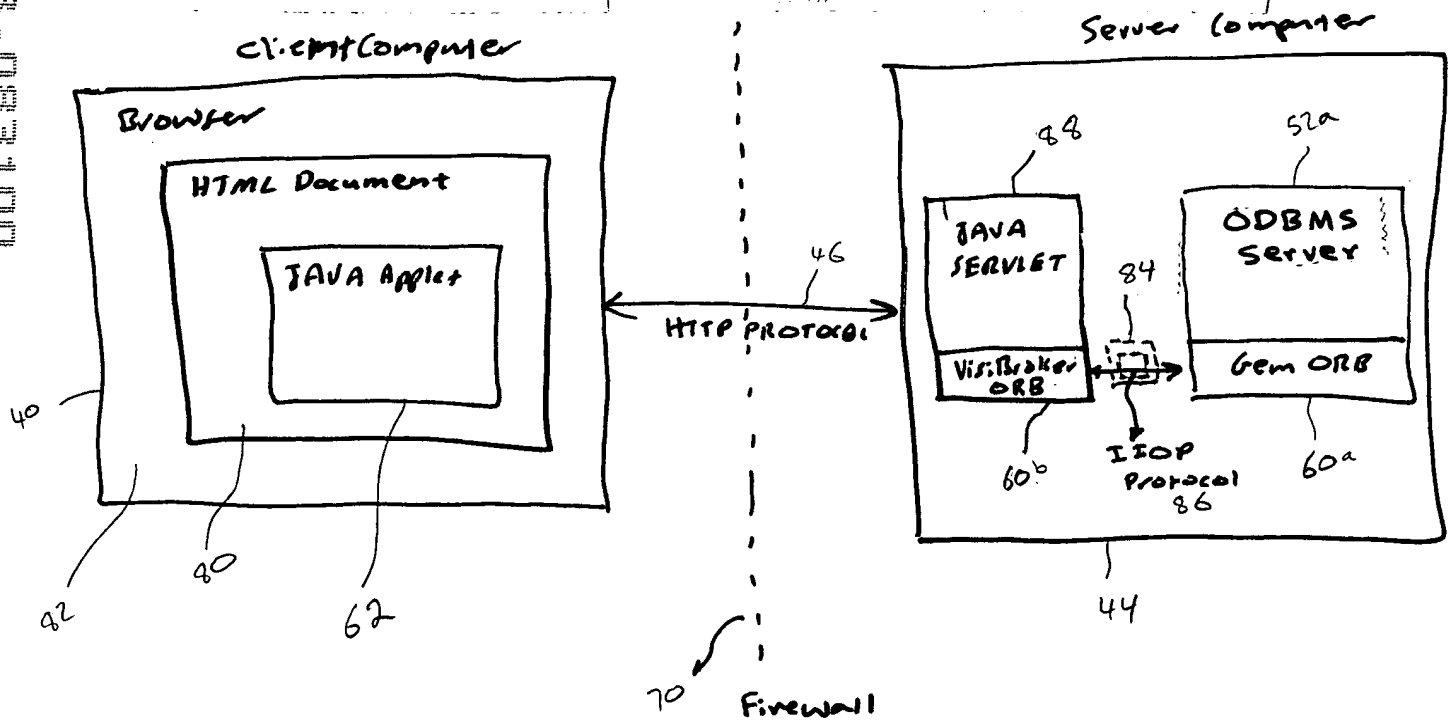 Client Computer
Server Computer
Browser
HTML Document
JAVA Applet
40
82
80
62
46
HTTP PROTOCOL
70
Firewall
88
JAVA
SERVLET
VisiBroker
ORB
60b
84
IIOP
Protocol
86
52a
ODBMS
Server
Gem ORB
60a
44